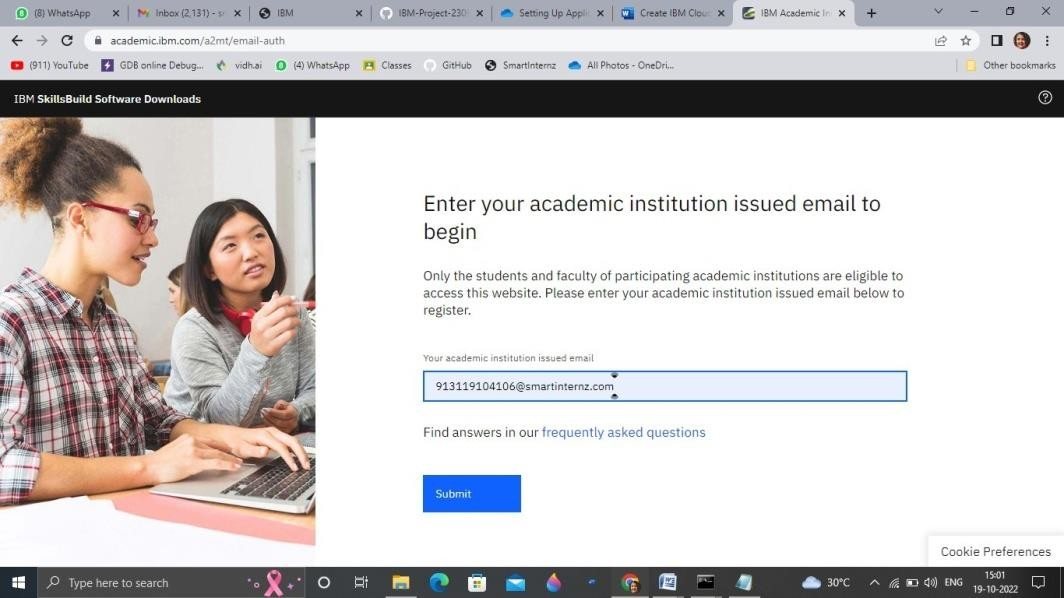 (8) WhatsApp
Inbox (2,131) - s
IBM
IBM-Project-230
Setting Up Appli
Create IBM Clou
IBM Academic In
academic.ibm.com/a2mt/email-auth
(911) YouTube
GDB online Debug...
vidh.ai
(4) WhatsApp
Classes
GitHub
SmartInternz
All Photos - OneDri...
Other bookmarks
IBM SkillsBuild Software Downloads
Enter your academic institution issued email to
begin
Only the students and faculty of participating academic institutions are eligible to
access this website. Please enter your academic institution issued email below to
register.
Your academic institution issued email
913119104106@smartinternz.com
Find answers in our frequently asked questions
Submit
Cookie Preferences
Type here to search
30°C
ENG
15:01
19-10-2022